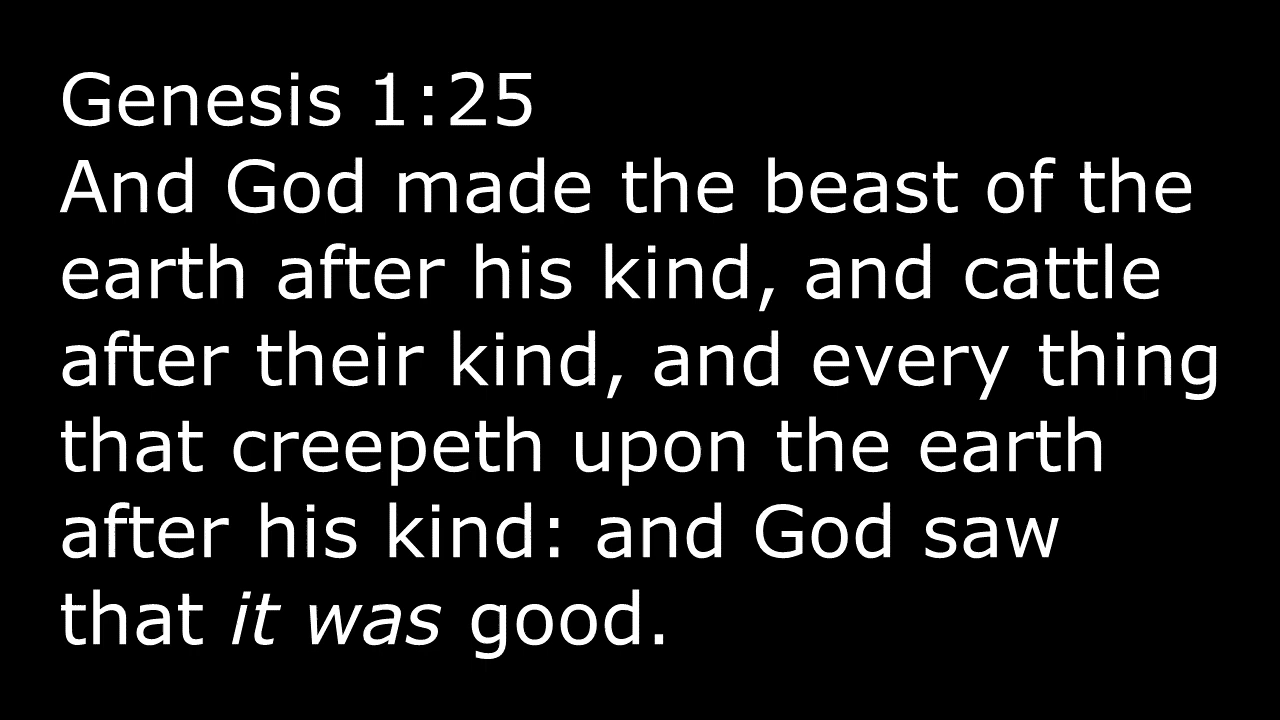 Genesis 1:25
And God made the beast of the
earth after his kind, and cattle
after their kind, and every thing
that creepeth upon the earth
after his kind: and God saw
that it was good.